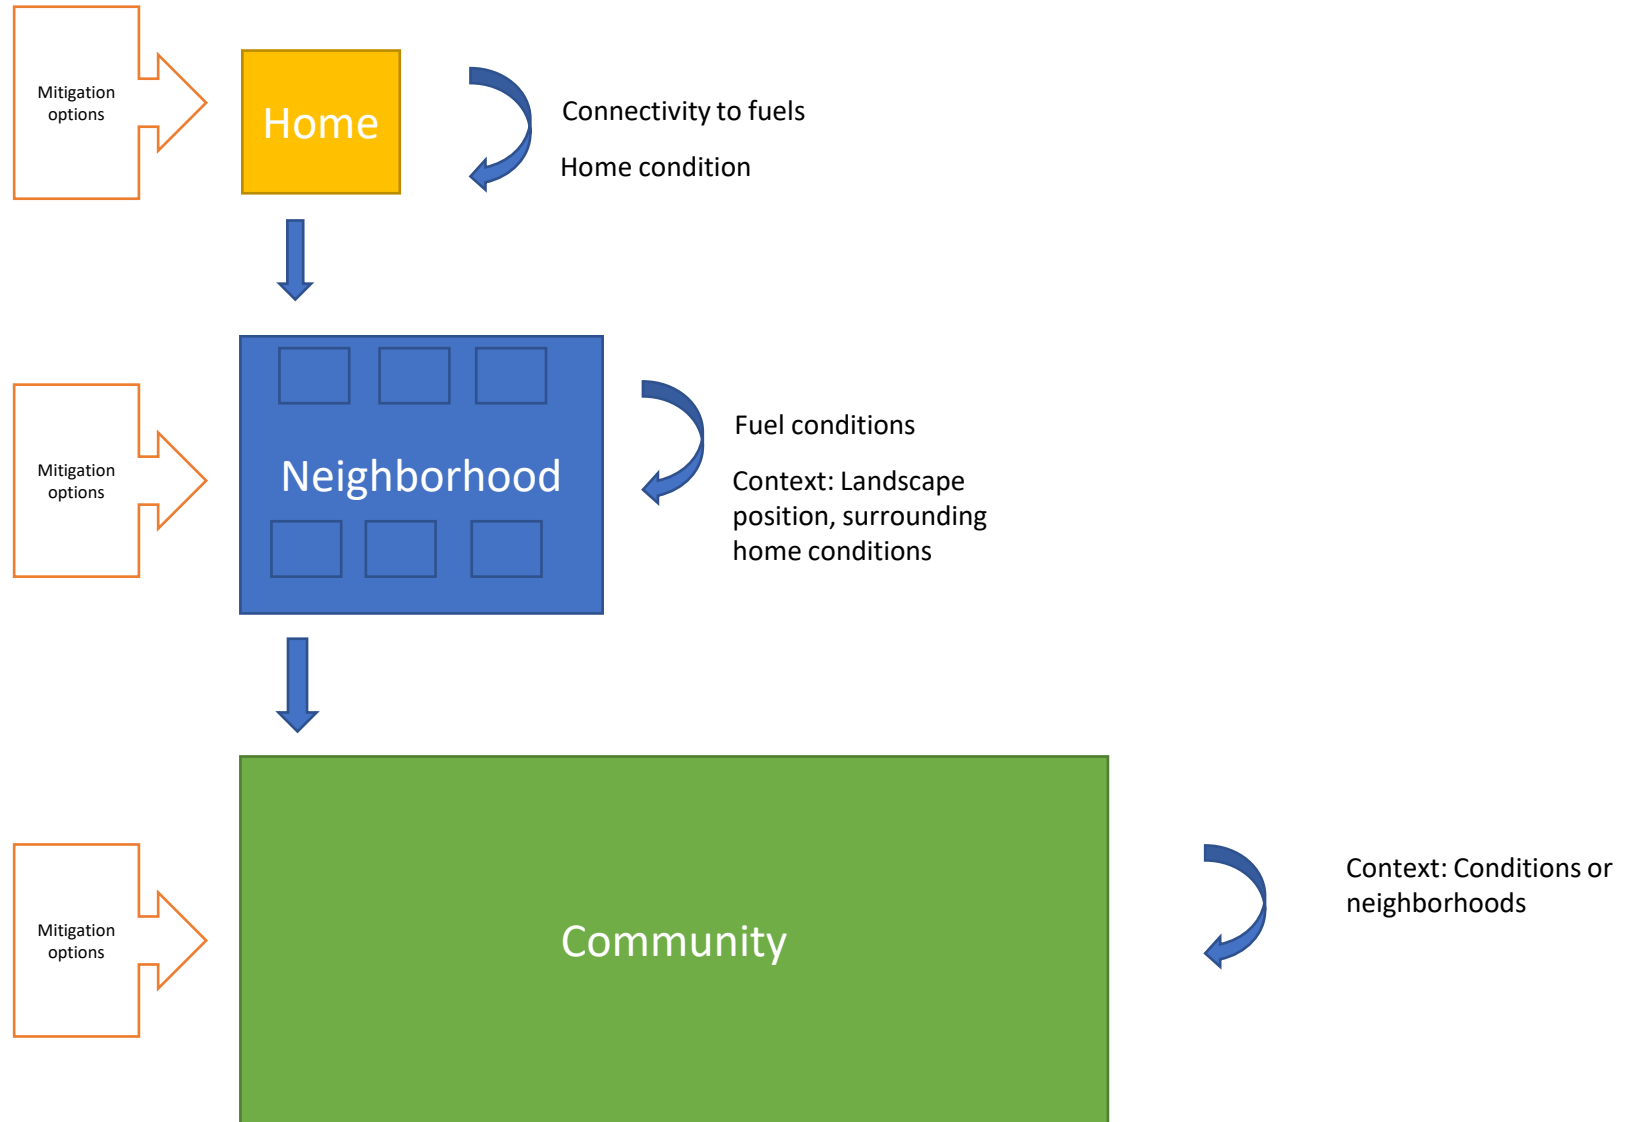 Mitigation
options
Home
Connectivity to fuels
Home condition
Mitigation
options
Neighborhood
Fuel conditions
Context: Landscape
position, surrounding
home conditions
Mitigation
options
Community
Context: Conditions or
neighborhoods